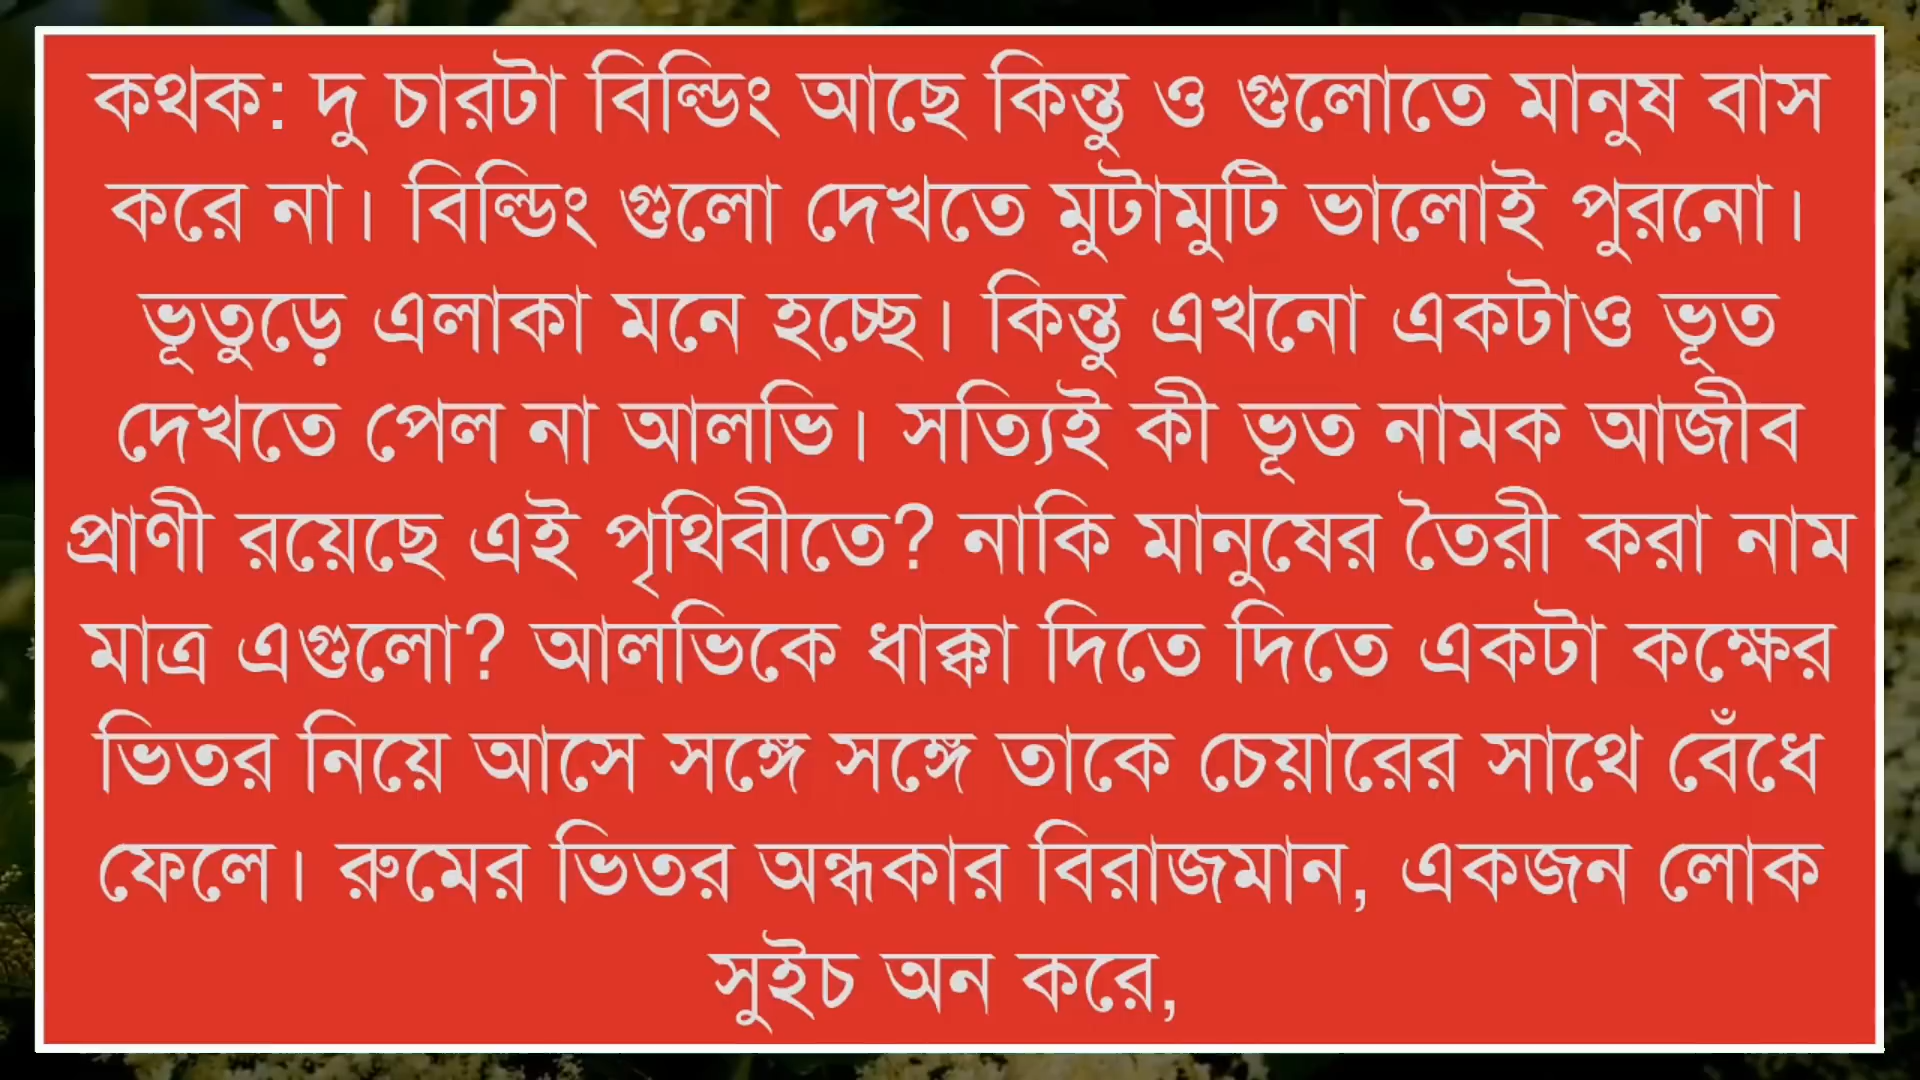 কথক: দু চারটা বিল্ডিং আছে কিন্তু ও গুলোতে মানুষ বাস
করে না। বিল্ডিং গুলো দেখতে মুটামুটি ভালোই পুরনো।
ভূতুড়ে এলাকা মনে হচ্ছে। কিন্তু এখনো একটাও ভূত
দেখতে পেল না আলভি। সত্যিই কী ভূত নামক আজীব
প্রাণী রয়েছে এই পৃথিবীতে? নাকি মানুষের তৈরী করা নাম
মাত্র এগুলো? আলভিকে ধাক্কা দিতে দিতে একটা কক্ষের
ভিতর নিয়ে আসে সঙ্গে সঙ্গে তাকে চেয়ারের সাথে বেঁধে
ফেলে। রুমের ভিতর অন্ধকার বিরাজমান, একজন লোক
সুইচ অন করে,